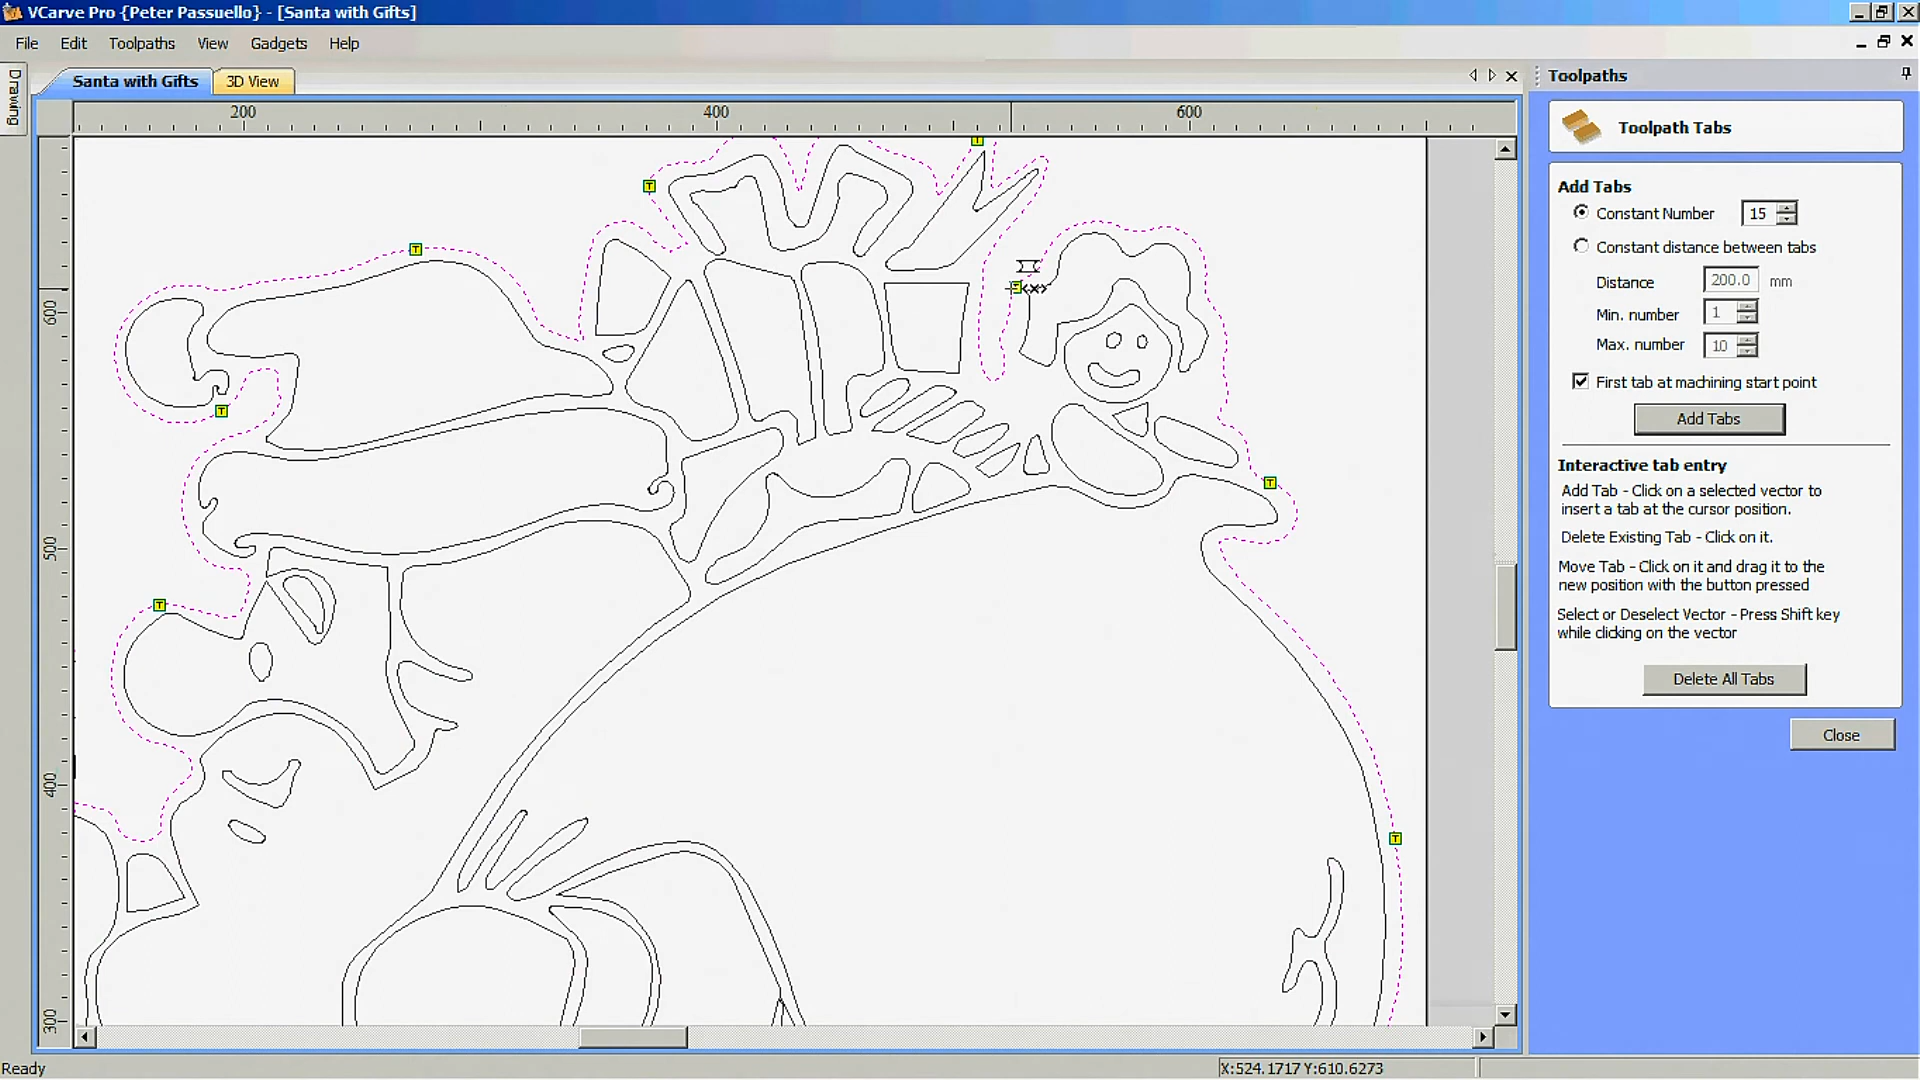 VCarve Pro {Peter Passuello} - [Santa with Gifts]
File Edit Toolpaths View Gadgets Help
Drawing
Santa with Gifts 3D View
Toolpaths
200 400 600
Toolpath Tabs
Add Tabs
Constant Number 15
Constant distance between tabs
Distance 200.0 mm
Min. number 1
Max. number 10
First tab at machining start point
Add Tabs
Interactive tab entry
Add Tab - Click on a selected vector to
insert a tab at the cursor position.
Delete Existing Tab - Click on it.
Move Tab - Click on it and drag it to the
new position with the button pressed
Select or Deselect Vector - Press Shift key
while clicking on the vector
Delete All Tabs
Close
600
500
400
300
T
T
T
T
T
T
T
T
Ready
X:524.1717 Y:610.6273